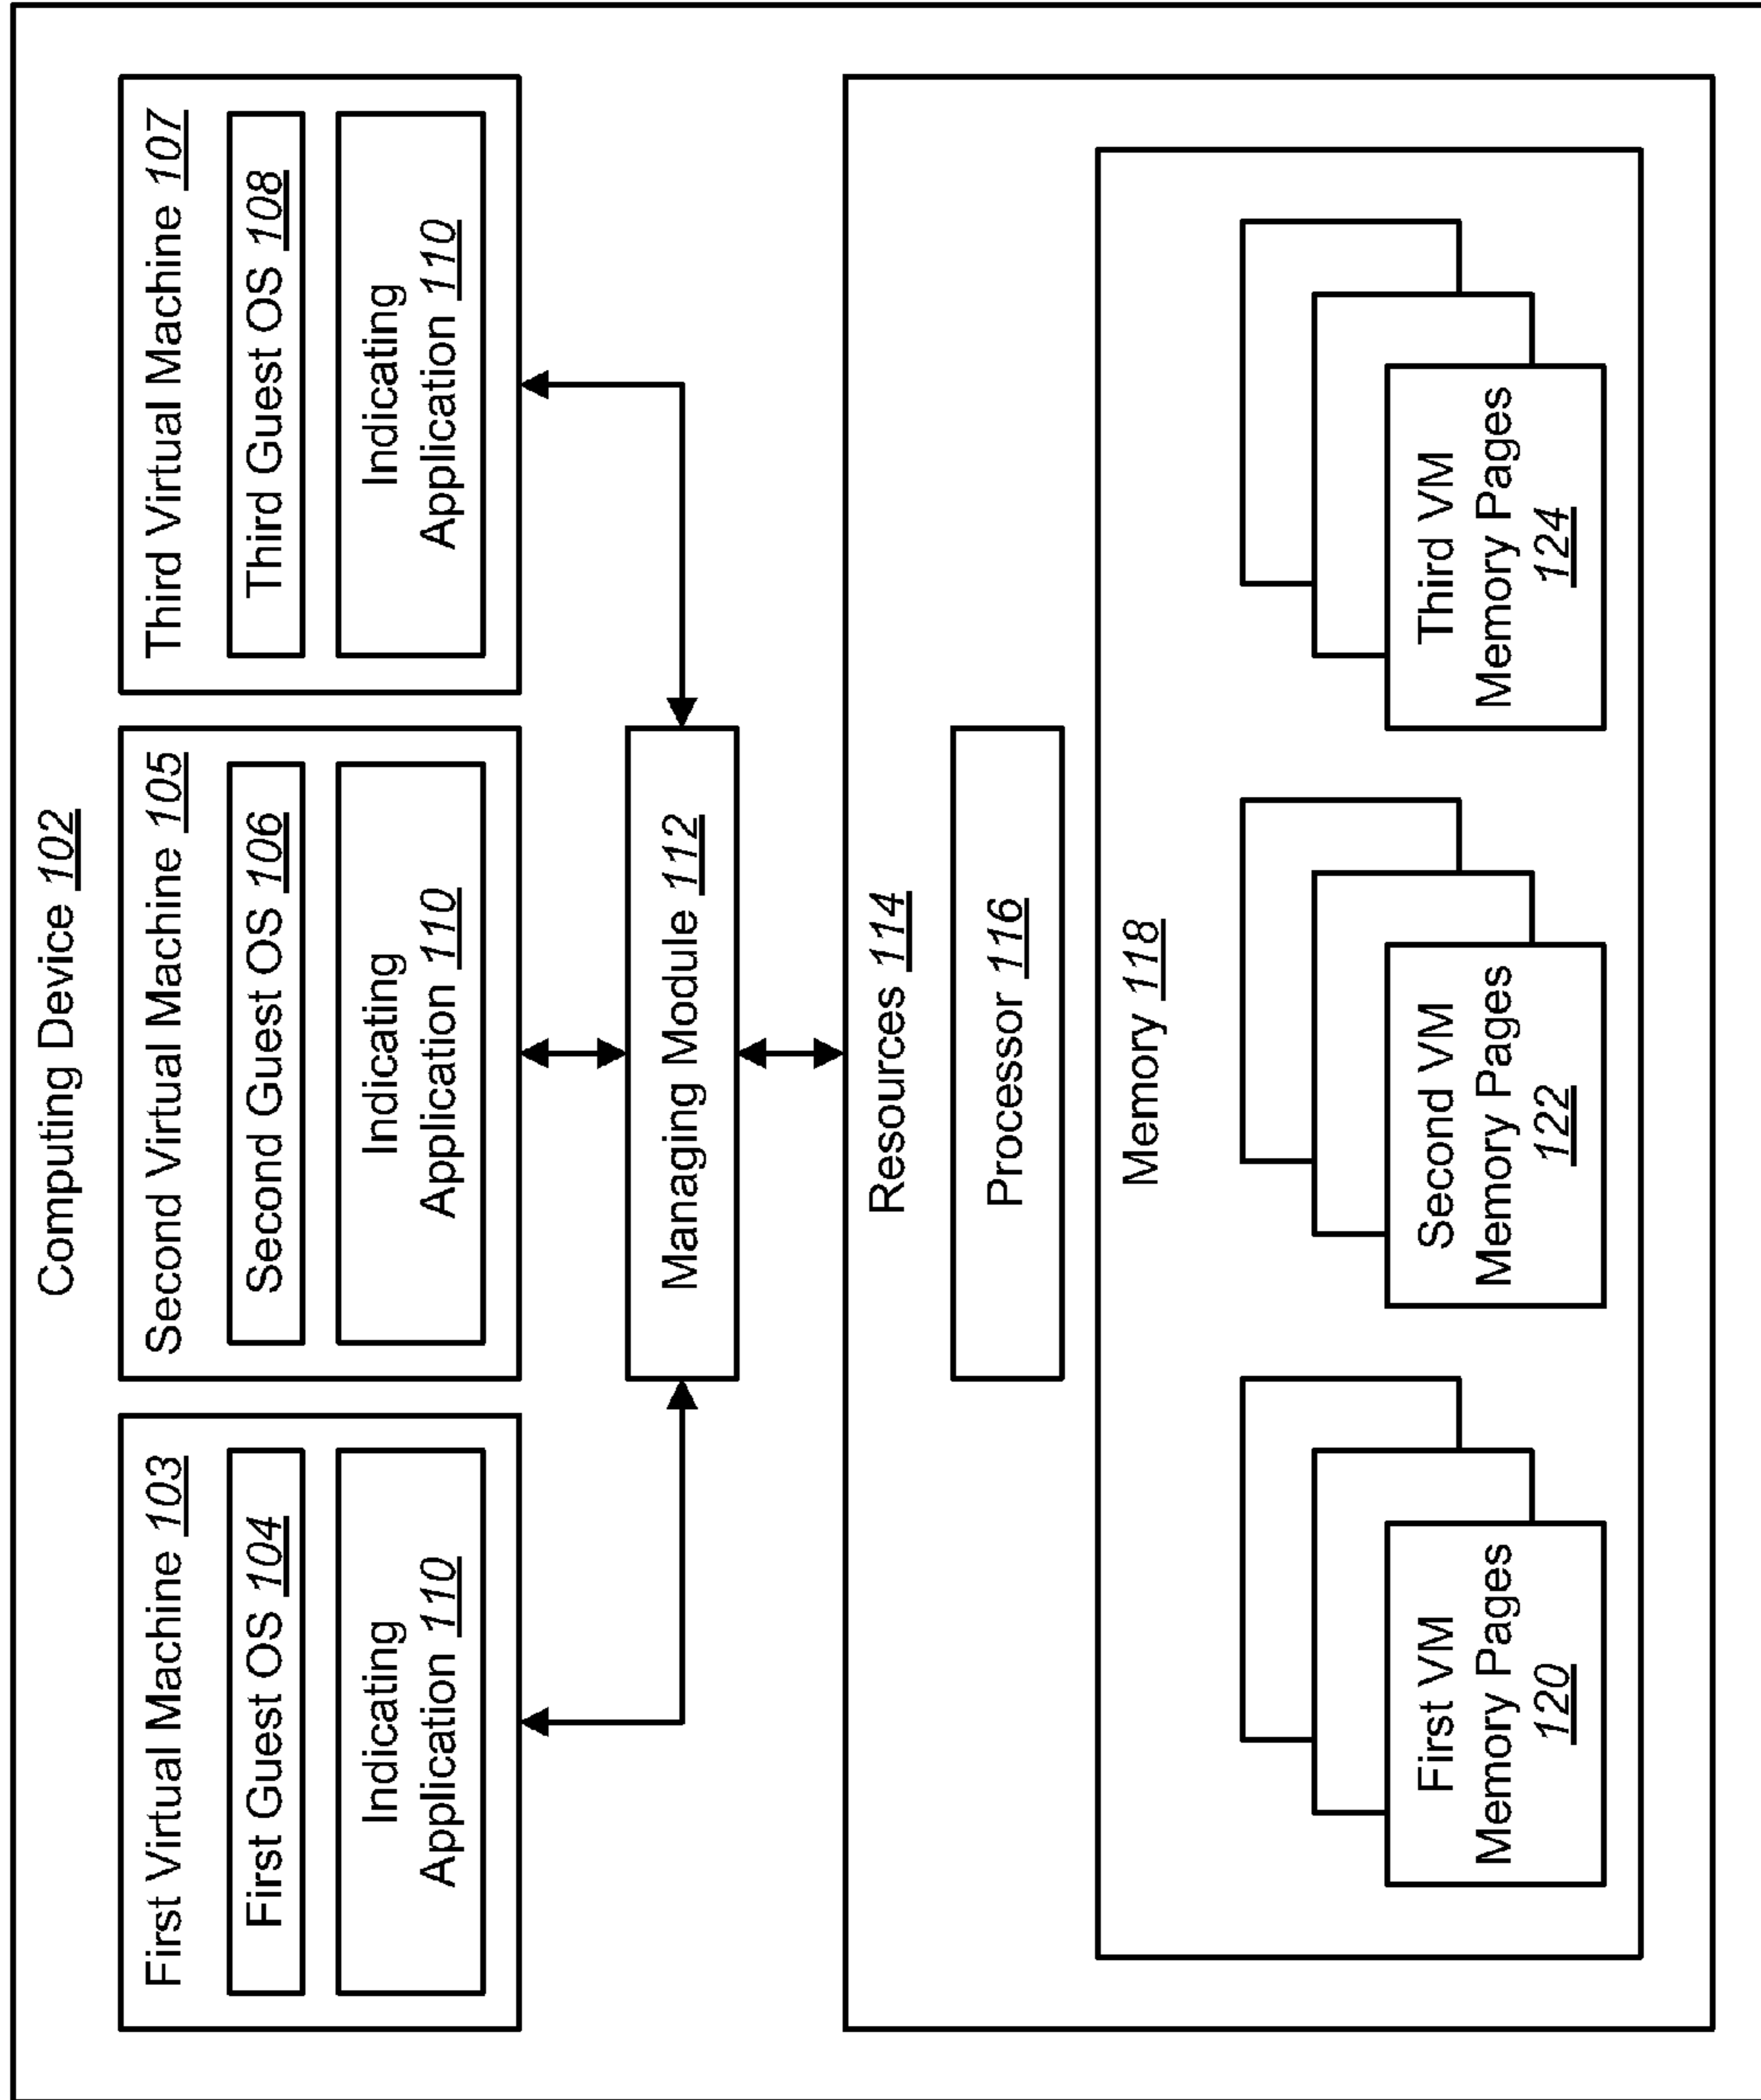 Computing Device 102
First Virtual Machine 103
First Guest OS 104
Indicating
Application 110
Second Virtual Machine 105
Second Guest OS 106
Indicating
Application 110
Third Virtual Machine 107
Third Guest OS 108
Indicating
Application 110
Managing Module 112
Resources 114
Processor 116
Memory 118
First VM
Memory Pages
120
Second VM
Memory Pages
122
Third VM
Memory Pages
124